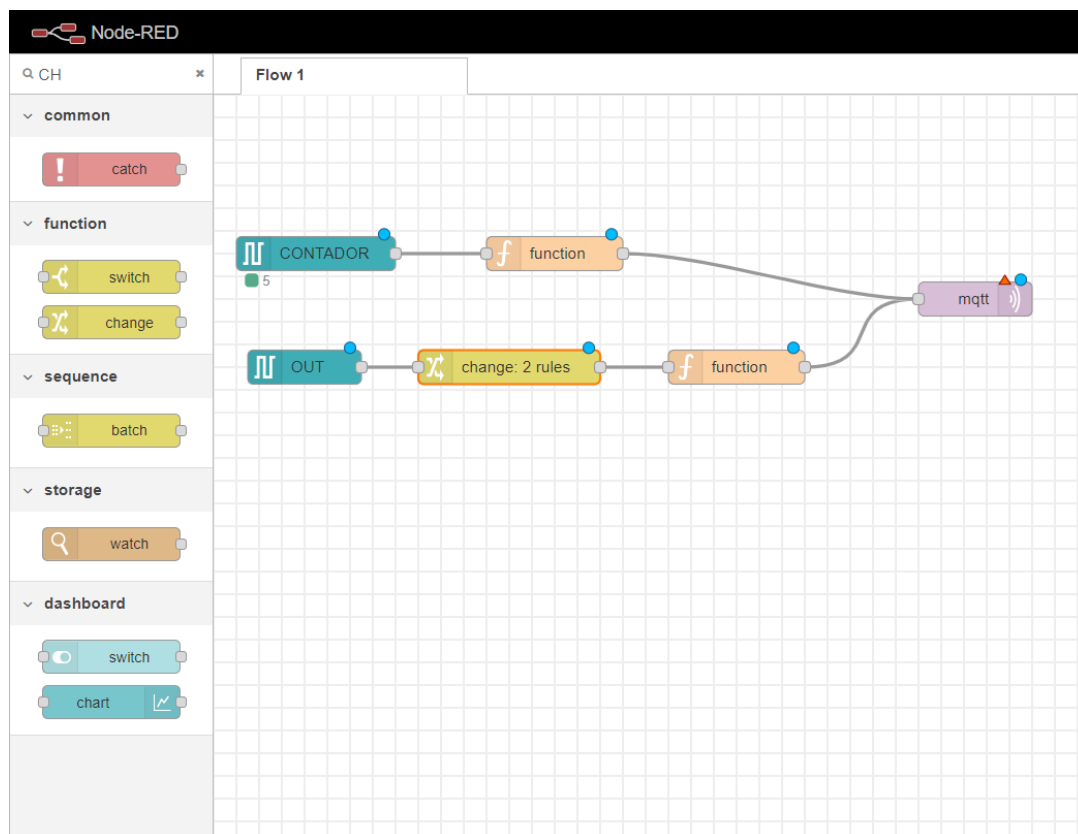 Node-RED
CH
Flow 1
common
catch
function
switch
change
sequence
batch
storage
watch
dashboard
switch
chart
CONTADOR
function
5
mqtt
OUT
change: 2 rules
function